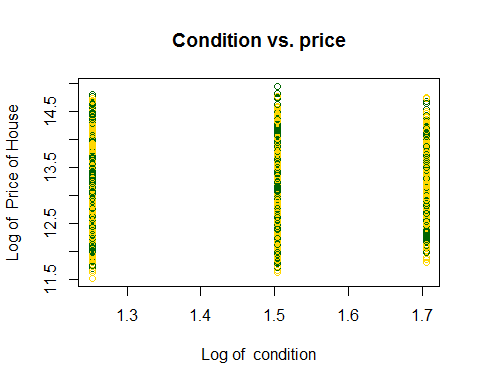 Condition vs. price
Log of Price of House
14.5
13.5
12.5
11.5
1.3 1.4 1.5 1.6 1.7
Log of condition